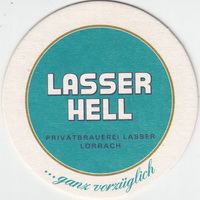 LASSER
HELL
PRIVATBRAUEREI LASSER
LÖRRACH
...ganz vorzüglich